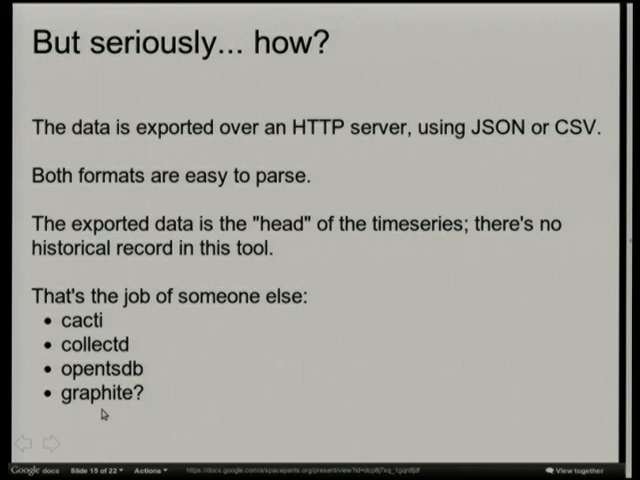 But seriously... how?
The data is exported over an HTTP server, using JSON or CSV.
Both formats are easy to parse.
The exported data is the "head" of the timeseries; there's no
historical record in this tool.
That's the job of someone else:
• cacti
• collectd
• opentsdb
• graphite?
Google docs Slide 15 of 22 Actions View together